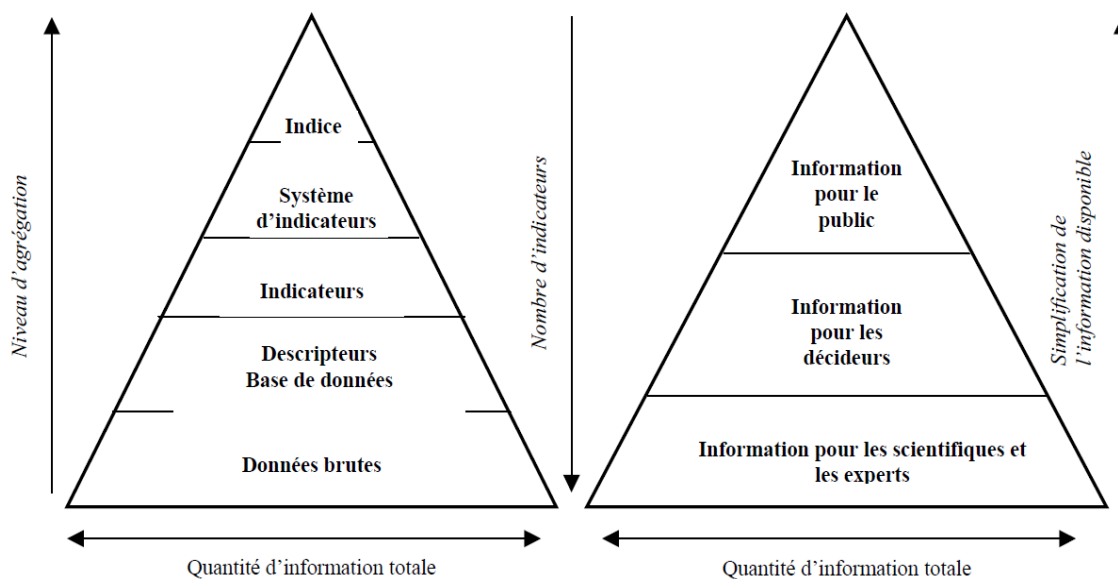 Niveau d'agrégation
Indice
Système
d'indicateurs
Indicateurs
Descripteurs
Base de données
Données brutes
Quantité d'information totale
Nombre d'indicateurs
Information
pour le
public
Information
pour les
décideurs
Information pour les scientifiques et
les experts
Quantité d'information totale
Simplification de
l'information disponible